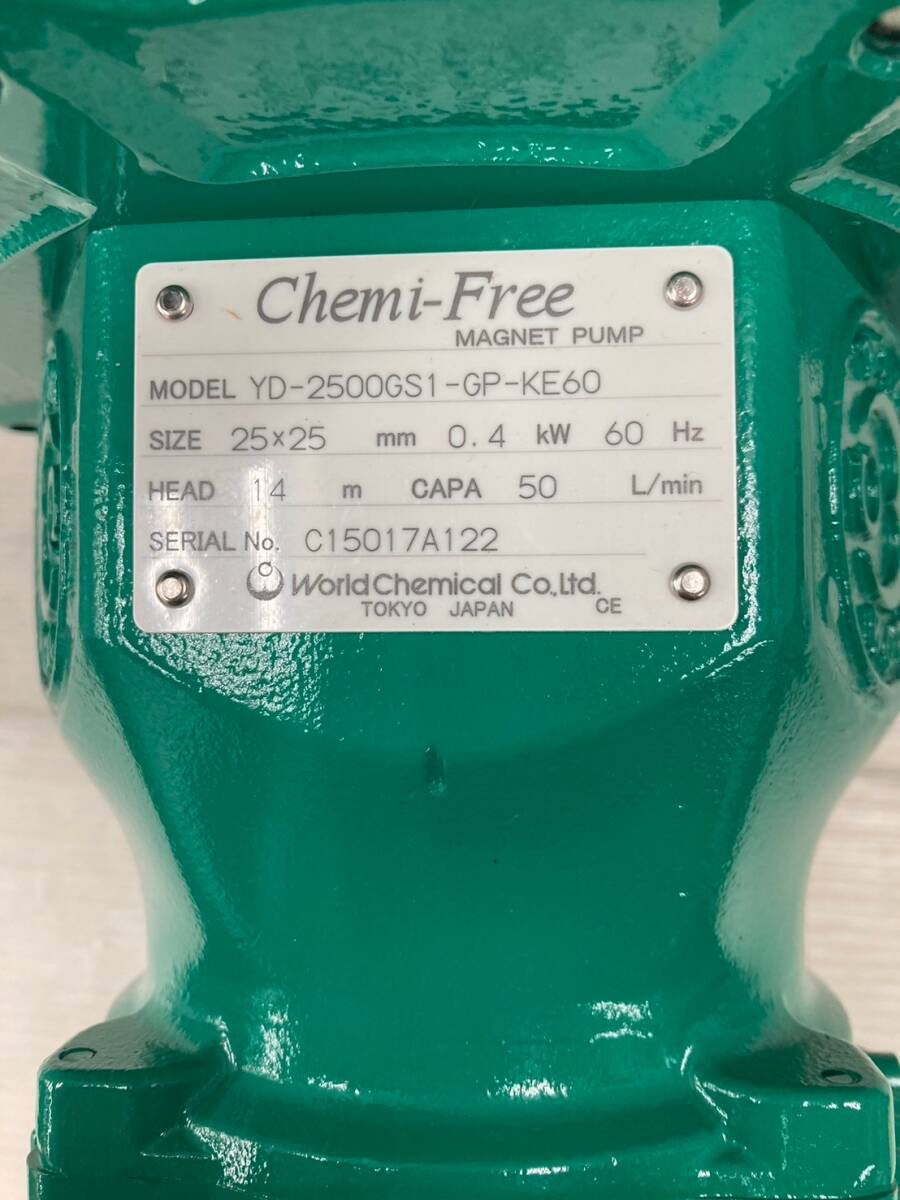 Chemi-Free
MAGNET PUMP
MODEL YD-2500GS1-GP-KE60
SIZE 25×25 mm 0.4 kW 60 Hz
HEAD 14 m CAPA 50 L/min
SERIAL No. C15017A122
World Chemical Co.,Ltd.
TOKYO JAPAN CE